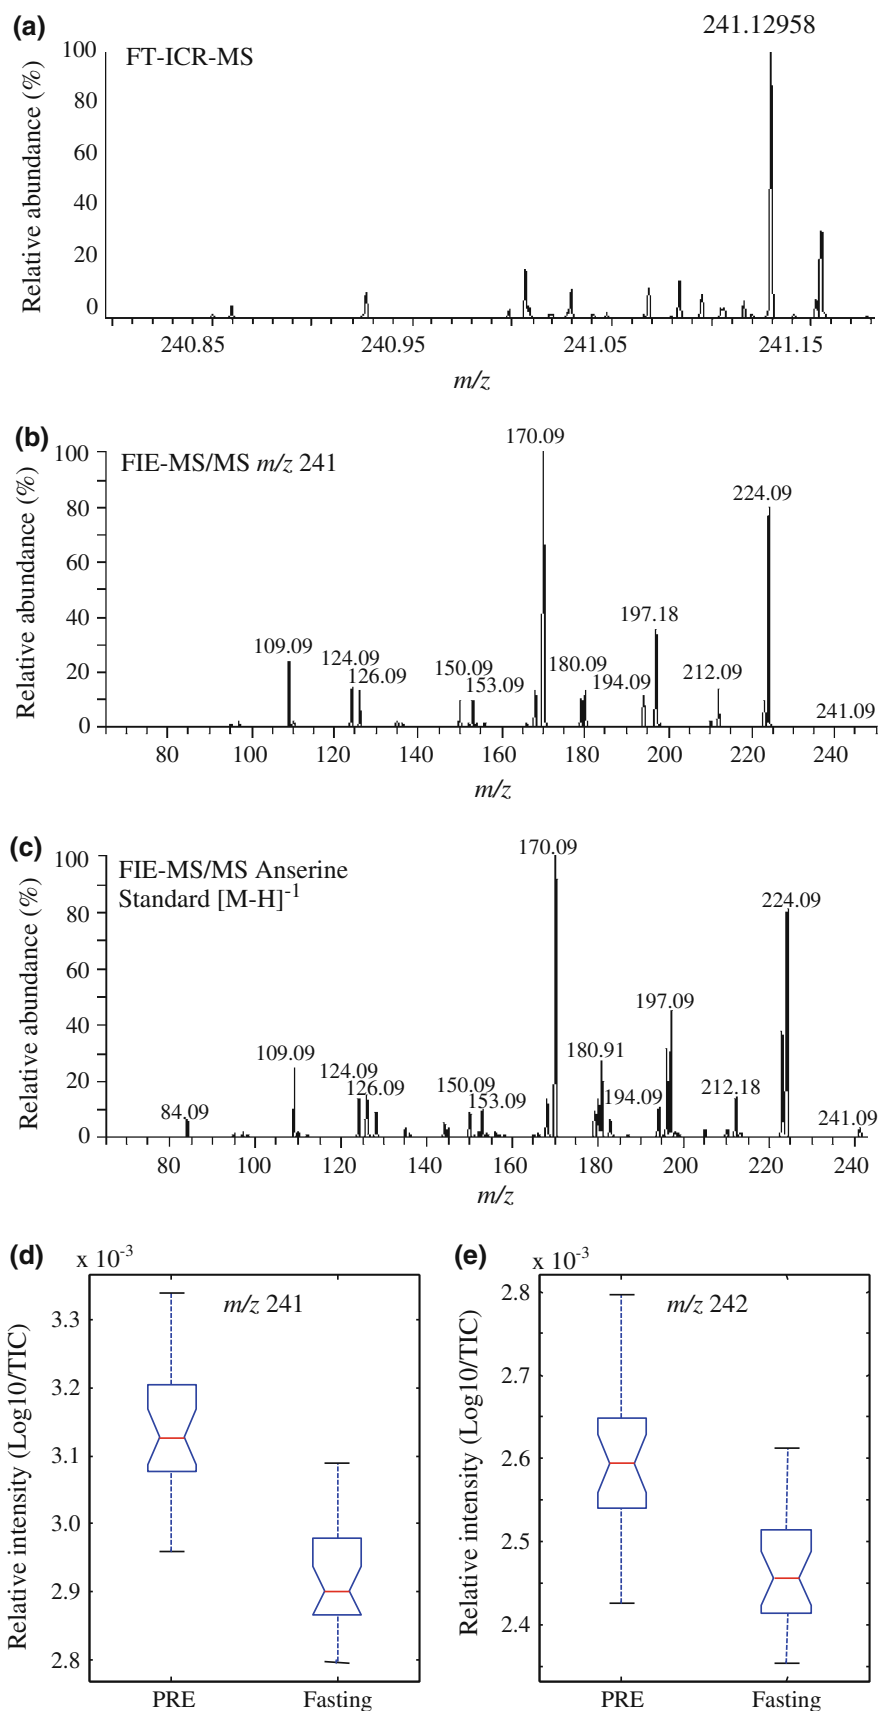 (a)
241.12958
FT-ICR-MS
Relative abundance (%)
100
80
60
40
20
0
240.85 240.95 241.05 241.15
m/z
(b)
FIE-MS/MS m/z 241
Relative abundance (%)
100
80
60
40
20
0
170.09
224.09
197.18
109.09
124.09
126.09
150.09
153.09
180.09
194.09
212.09
241.09
80 100 120 140 160 180 200 220 240
m/z
(c)
FIE-MS/MS Anserine
Standard [M-H]-1
Relative abundance (%)
100
80
60
40
20
0
170.09
224.09
197.09
180.91
109.09
124.09
126.09
150.09
153.09
194.09
212.18
84.09
241.09
80 100 120 140 160 180 200 220 240
m/z
(d)
x 10-3
m/z 241
Relative intensity (Log10/TIC)
3.3
3.2
3.1
3.0
2.9
2.8
PRE Fasting
(e)
x 10-3
m/z 242
Relative intensity (Log10/TIC)
2.8
2.7
2.6
2.5
2.4
PRE Fasting